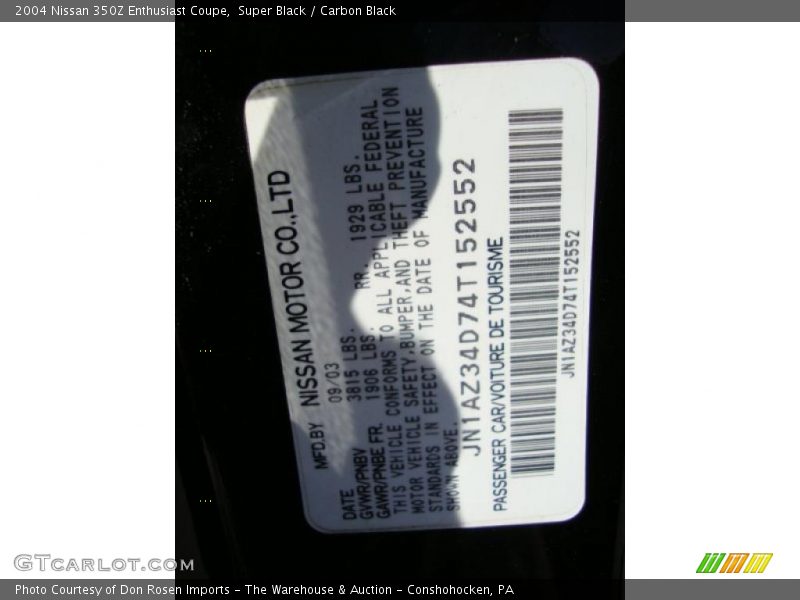 2004 Nissan 350Z Enthusiast Coupe,  Super Black / Carbon Black
MFD.BY NISSAN MOTOR CO.,LTD
DATE 09/03
GVWR/PNBV 3815 LBS.
GAWR/PNBE FR. 1906 LBS. RR. 1929 LBS.
THIS VEHICLE CONFORMS TO ALL APPLICABLE FEDERAL
MOTOR VEHICLE SAFETY,BUMPER,AND THEFT PREVENTION
STANDARDS IN EFFECT ON THE DATE OF MANUFACTURE
SHOWN ABOVE.
JN1AZ34D74T152552
PASSENGER CAR/VOITURE DE TOURISME
JN1AZ34D74T152552
GTcarlot.com
Photo Courtesy of Don Rosen Imports – The Warehouse & Auction – Conshohocken, PA